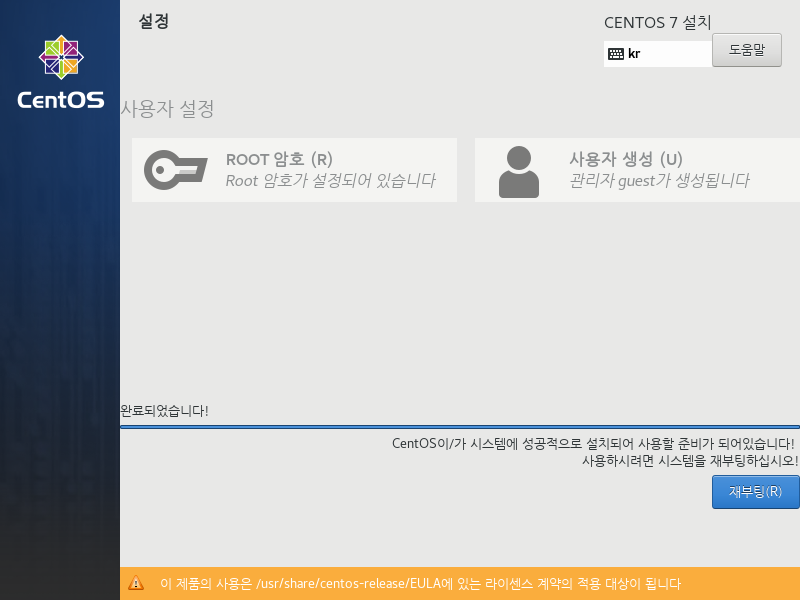 설정
CENTOS 7 설치
kr
도움말
CentOS
사용자 설정
ROOT 암호 (R)
Root 암호가 설정되어 있습니다
사용자 생성 (U)
관리자 guest가 생성됩니다
완료되었습니다!
CentOS이/가 시스템에 성공적으로 설치되어 사용할 준비가 되어있습니다!
사용하시려면 시스템을 재부팅하십시오!
재부팅(R)
이 제품의 사용은 /usr/share/centos-release/EULA에 있는 라이센스 계약의 적용 대상이 됩니다